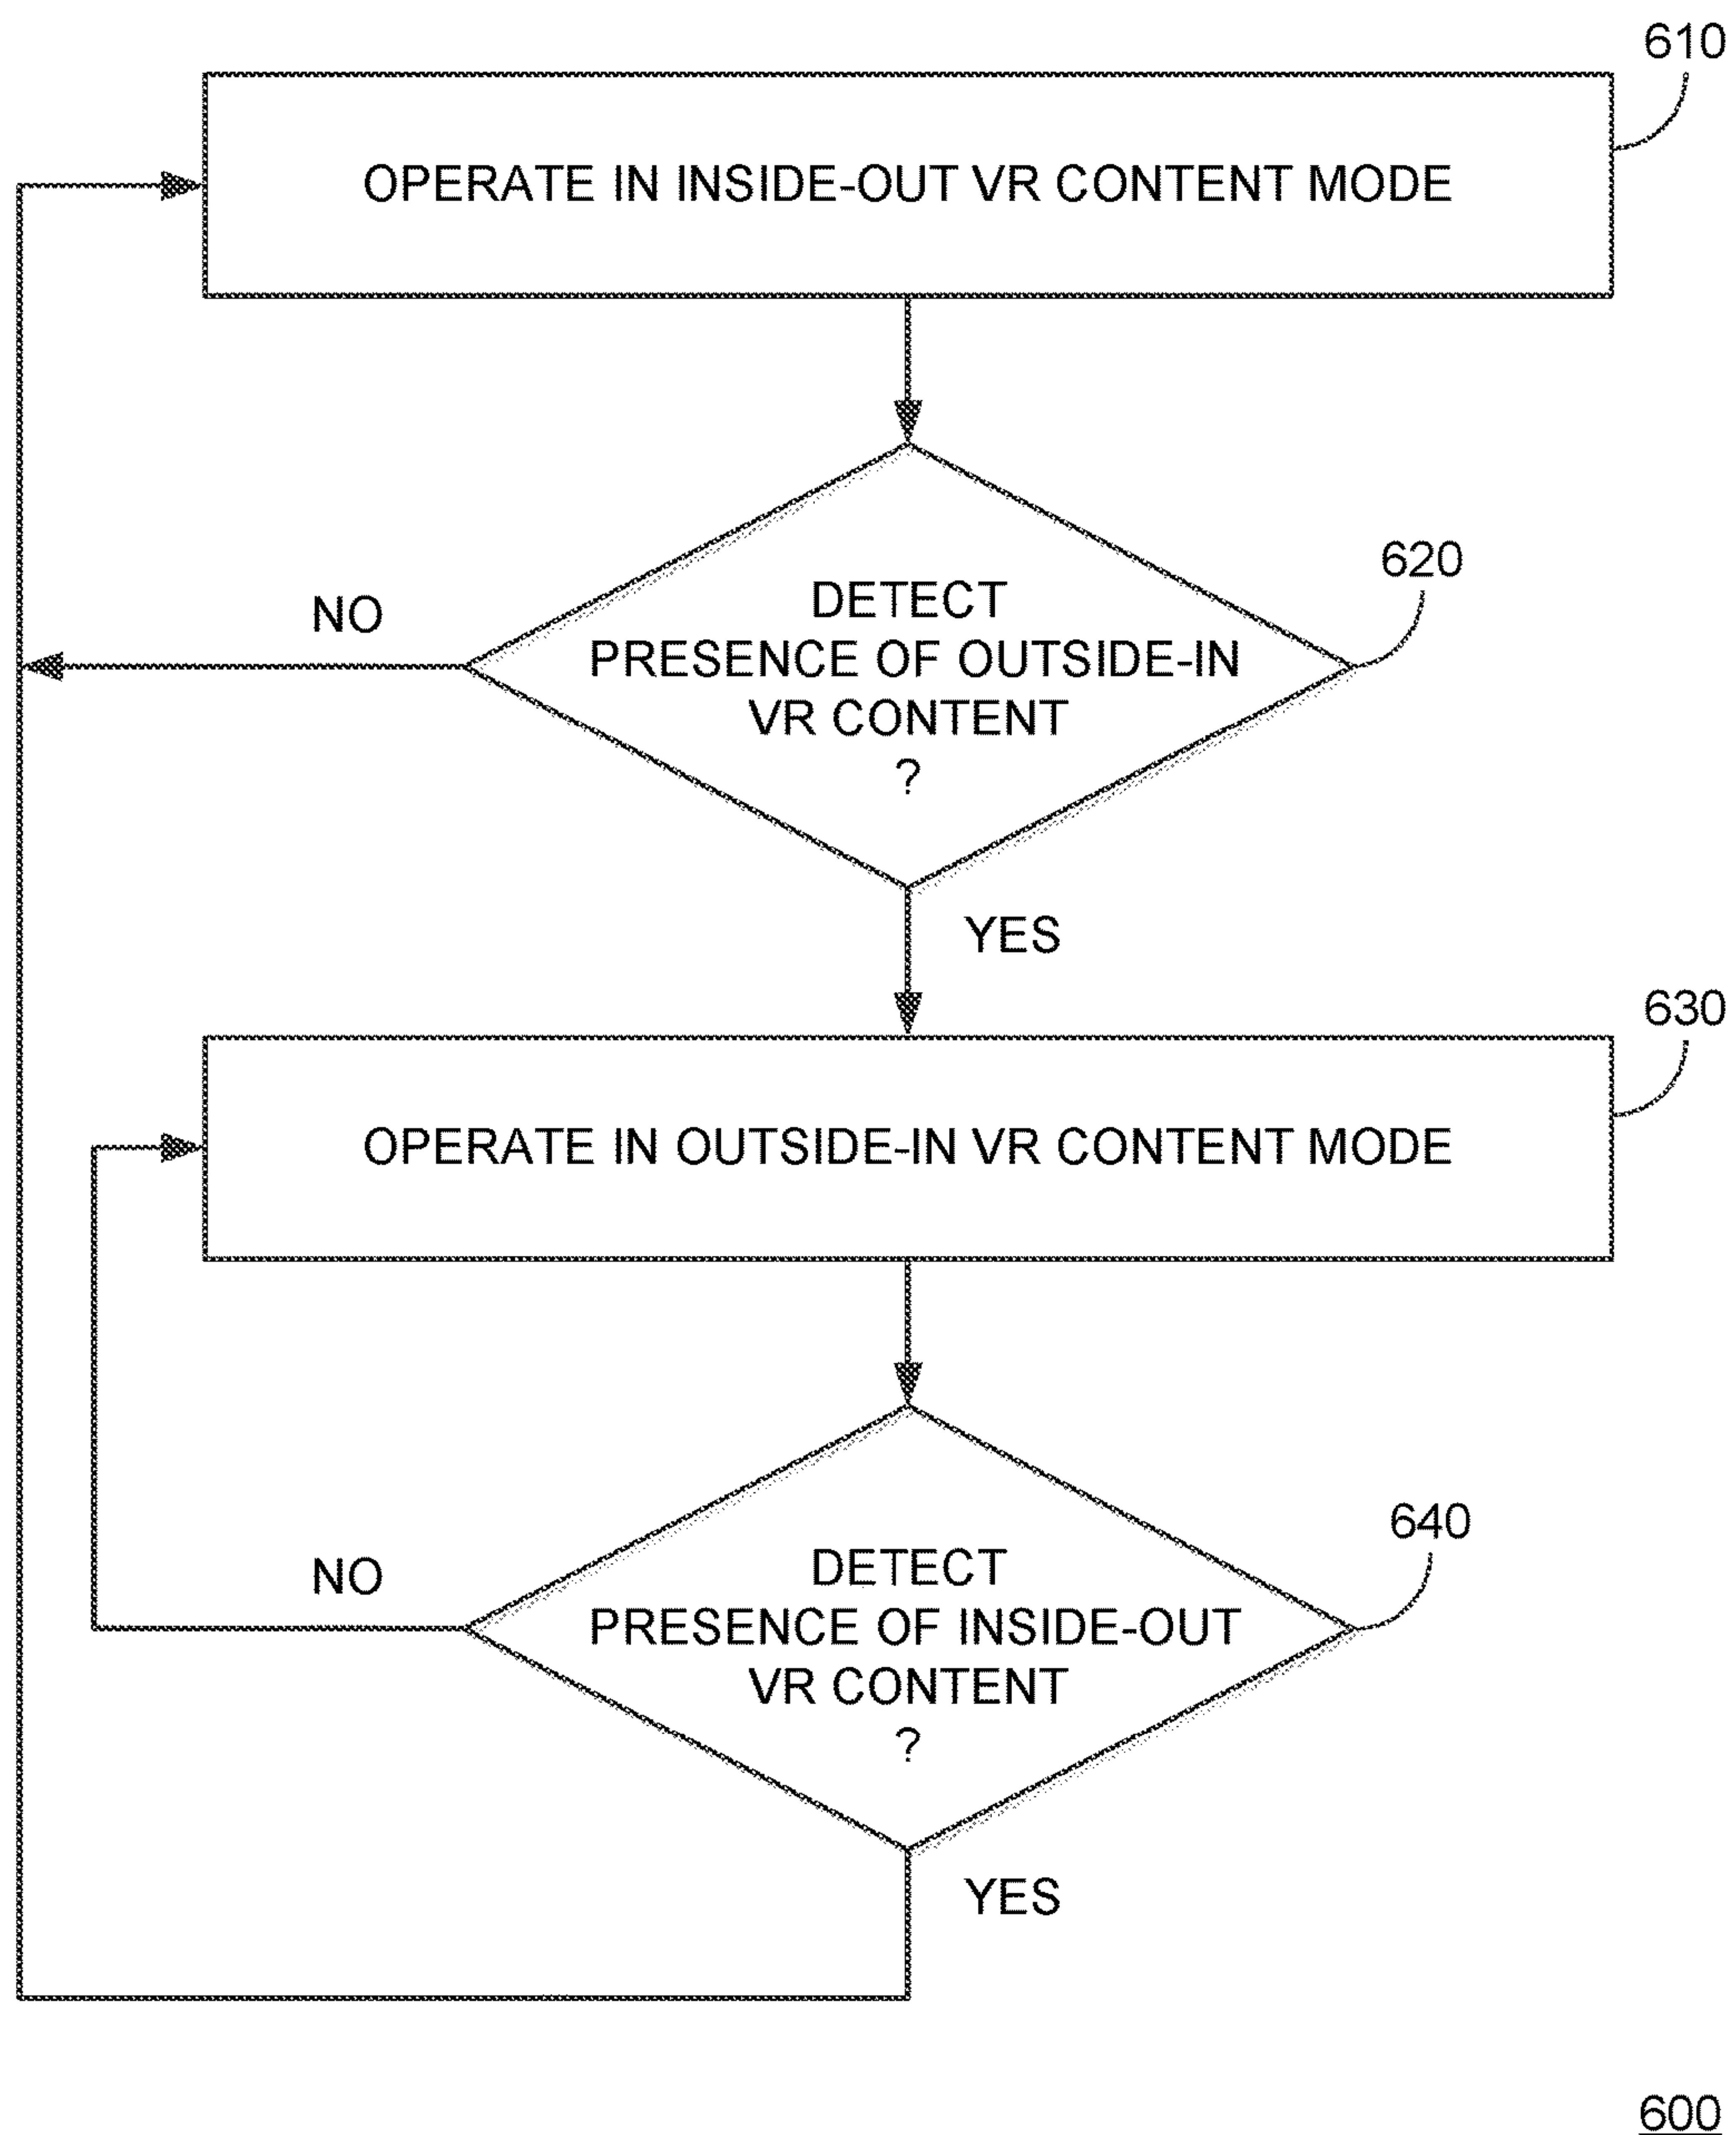 610
OPERATE IN INSIDE-OUT VR CONTENT MODE
620
NO
DETECT
PRESENCE OF OUTSIDE-IN
VR CONTENT
?
YES
630
OPERATE IN OUTSIDE-IN VR CONTENT MODE
640
NO
DETECT
PRESENCE OF INSIDE-OUT
VR CONTENT
?
YES
600